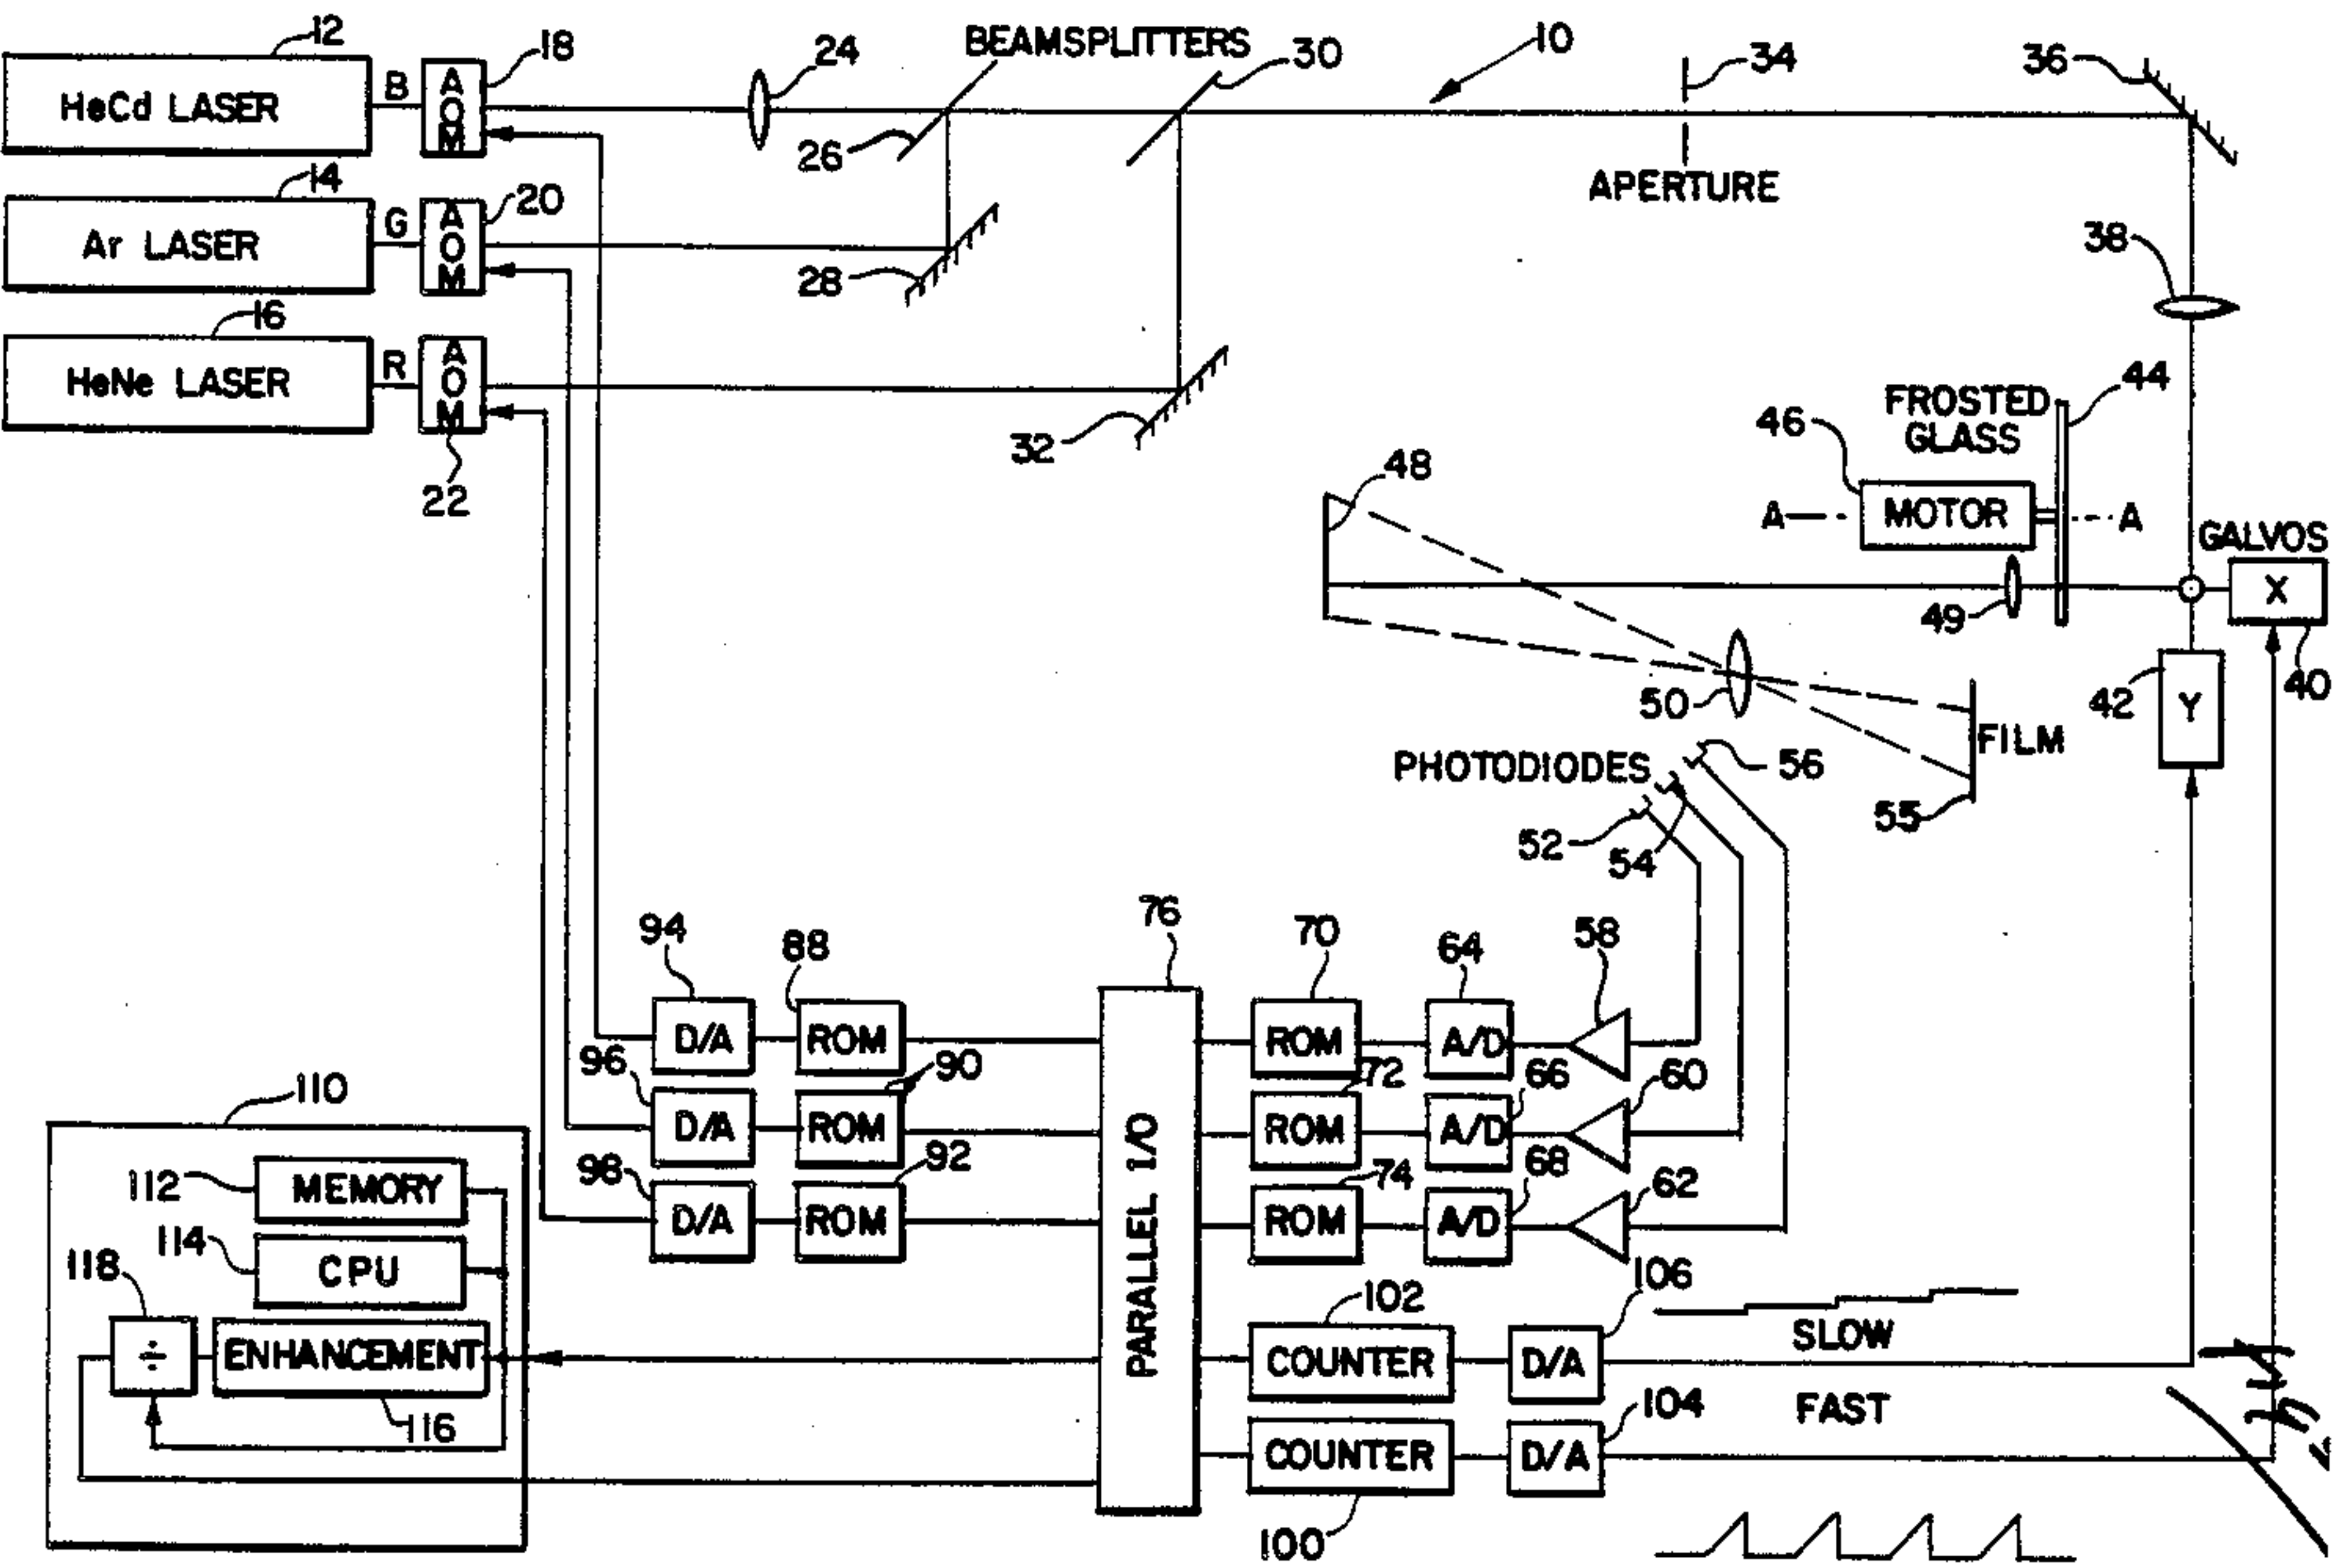 12
HeCd LASER
B
AOM
18
24
BEAMSPLITTERS
26
30
10
34
APERTURE
36
14
Ar LASER
G
AOM
20
28
38
16
HeNe LASER
R
AOM
22
32
FROSTED
GLASS
44
46
MOTOR
A
A
48
49
GALVOS
X
40
42
Y
50
FILM
55
PHOTODIODES
56
52
54
94
88
76
70
64
58
D/A
ROM
ROM
A/D
96
90
72
66
60
D/A
ROM
ROM
A/D
98
92
74
68
62
D/A
ROM
ROM
A/D
PARALLEL I/O
110
112
MEMORY
114
CPU
118
÷
ENHANCEMENT
116
102
COUNTER
106
D/A
SLOW
FAST
COUNTER
D/A
104
100